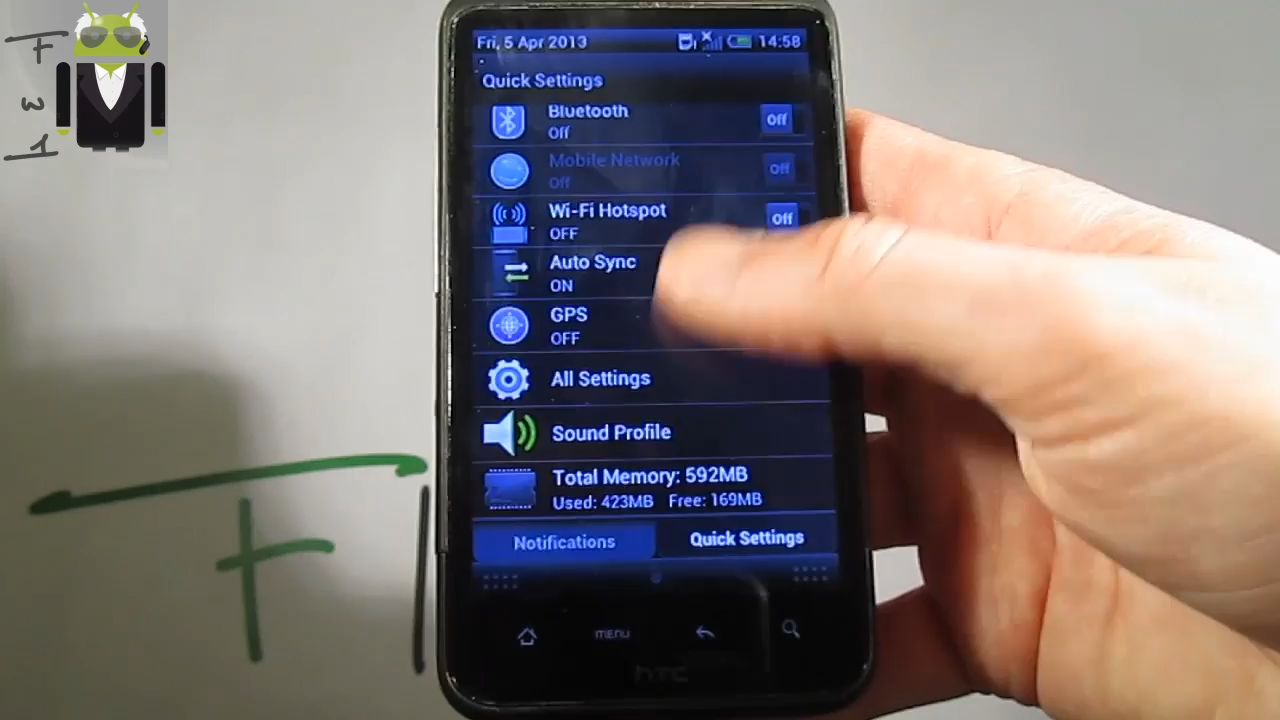 Fri, 5 Apr 2013
14:58
Quick Settings
Bluetooth
Off
Off
Mobile Network
Off
Off
Wi-Fi Hotspot
OFF
Off
Auto Sync
ON
GPS
OFF
All Settings
Sound Profile
Total Memory: 592MB
Used: 423MB Free: 169MB
Notifications
Quick Settings
MENU
hTC
F
w
1
F